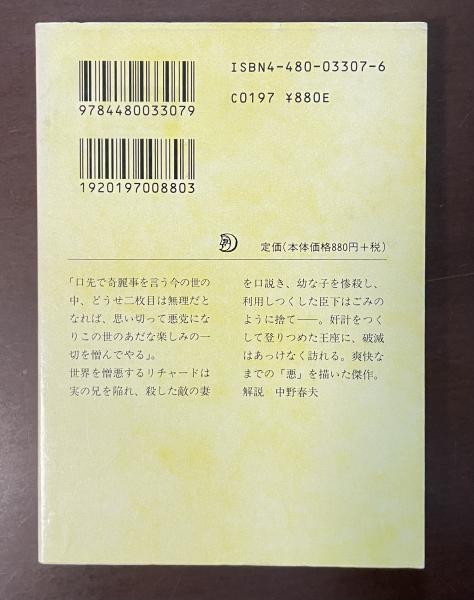 ISBN4-480-03307-6
C0197 ¥880E
9784480033079
1920197008803
定価(本体価格880円+税)
「口先で奇麗事を言う今の世の
中、どうせ二枚目は無理だと
なれば、思い切って悪党にな
りこの世のあだな楽しみの一
切を憎んでやる」。
世界を憎悪するリチャードは
実の兄を陥れ、殺した敵の妻
を口説き、幼な子を惨殺し、
利用しつくした臣下はごみの
ように捨て――。奸計をつく
して登りつめた王座に、破滅
はあっけなく訪れる。爽快な
までの「悪」を描いた傑作。
解説 中野春夫